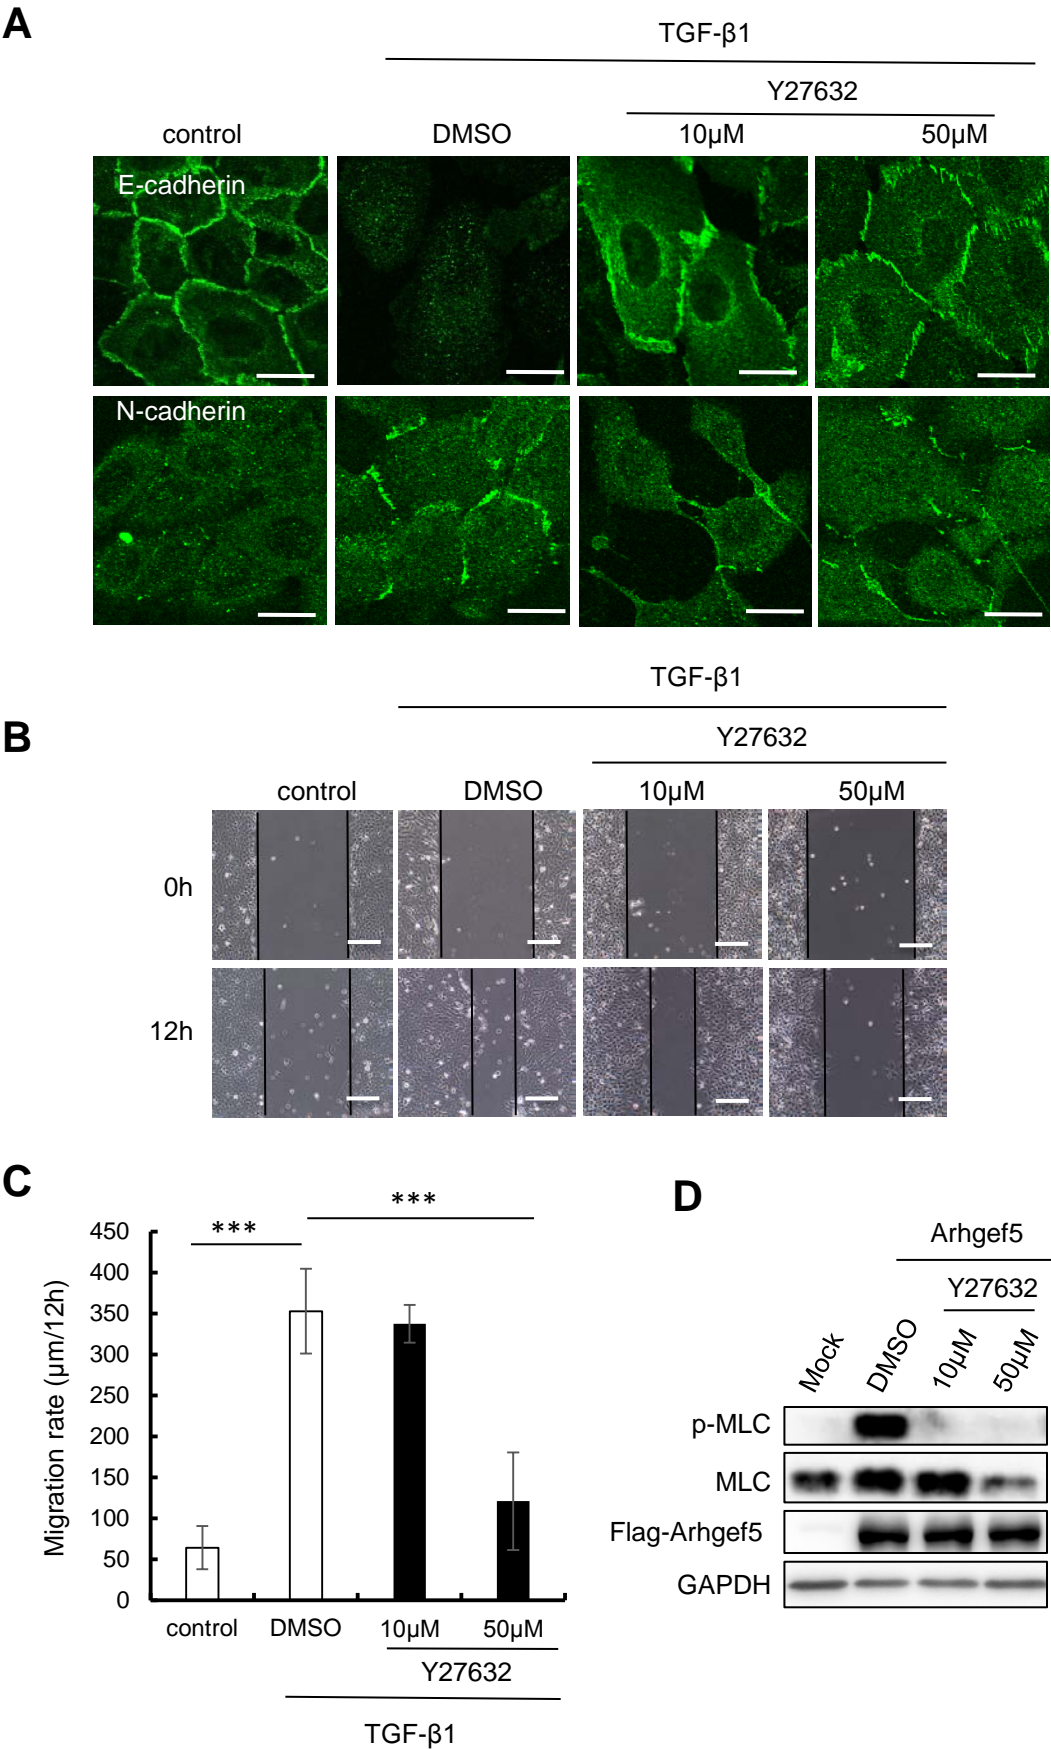 A
TGF-β1
Y27632
control DMSO 10μM 50μM
E-cadherin
N-cadherin
TGF-β1
B
Y27632
control DMSO 10μM 50μM
0h
12h
C
Migration rate (μm/12h)
450
400
350
300
250
200
150
100
50
0
***
***
control DMSO 10μM 50μM
Y27632
TGF-β1
D
Arhgef5
Y27632
Mock DMSO 10μM 50μM
p-MLC
MLC
Flag-Arhgef5
GAPDH